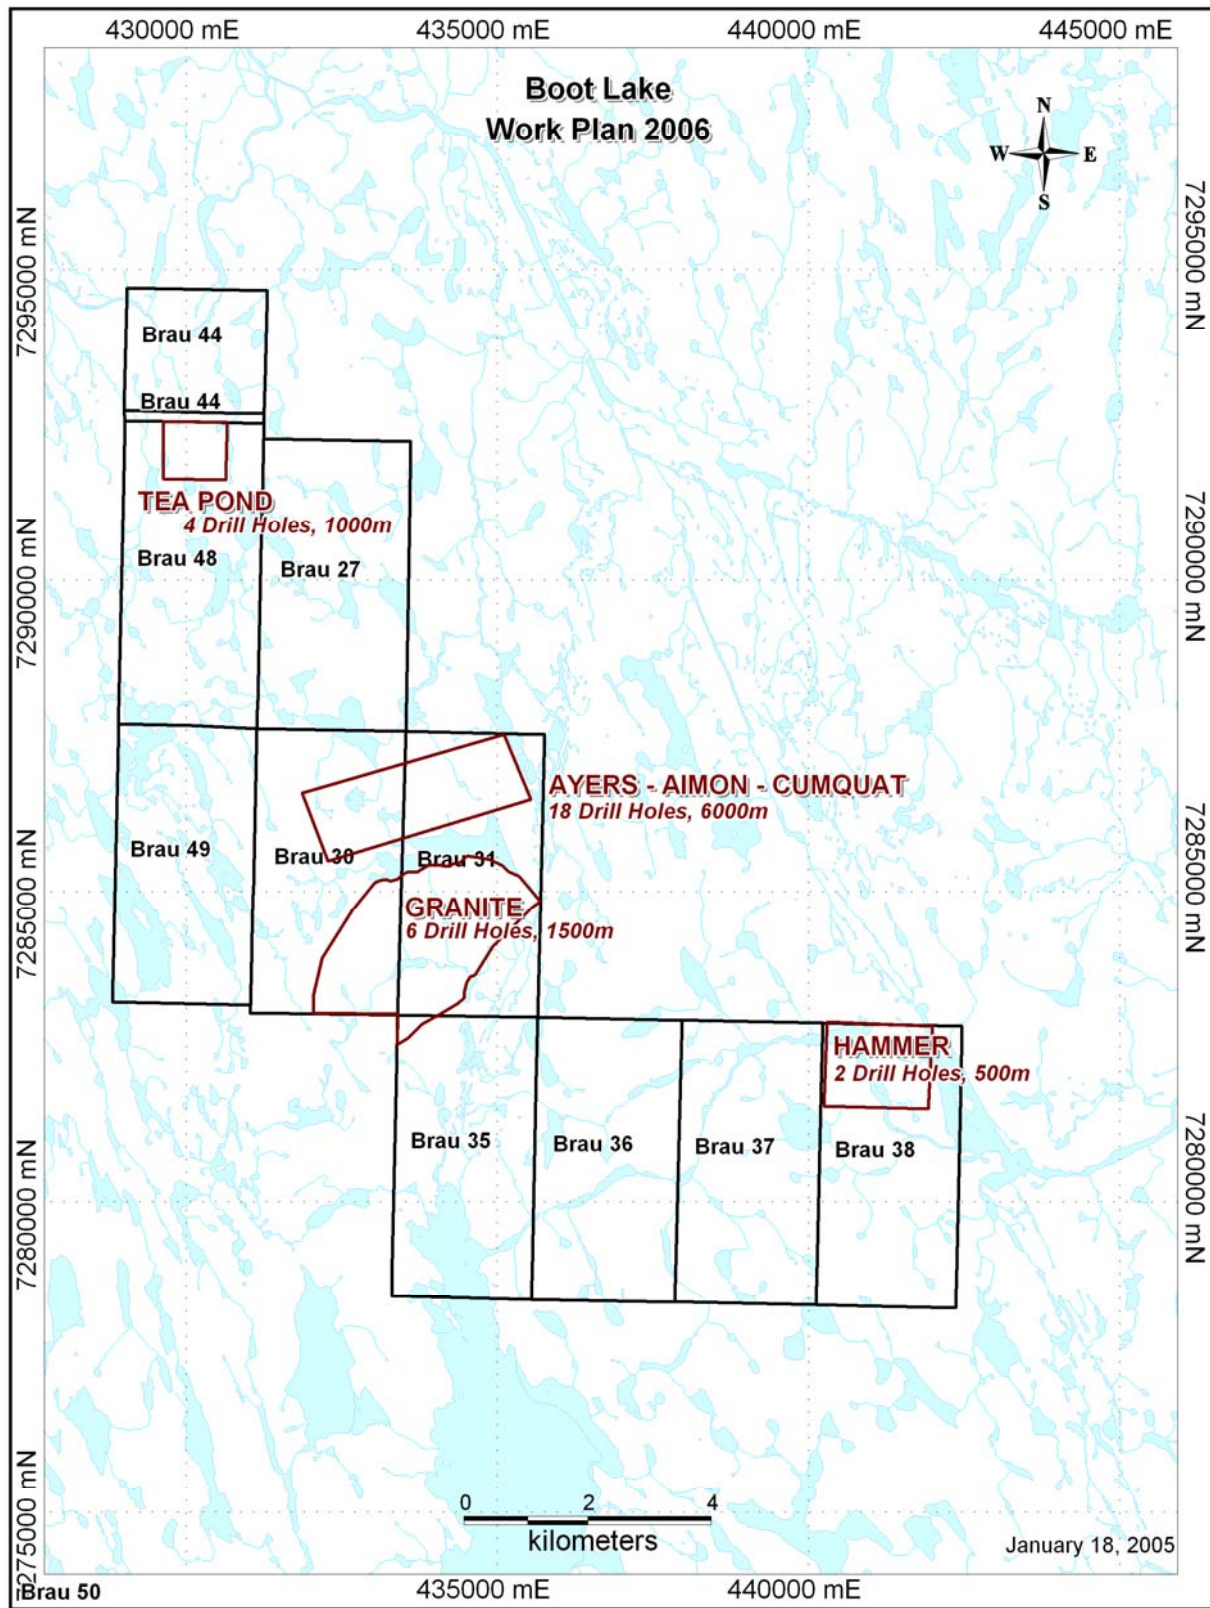 430000 mE
435000 mE
440000 mE
445000 mE
Boot Lake
Work Plan 2006
N
W
E
S
7295000 mN
7295000 mN
Brau 44
Brau 44
TEA POND
4 Drill Holes, 1000m
Brau 48
Brau 27
7290000 mN
7290000 mN
AYERS - AIMON - CUMQUAT
18 Drill Holes, 6000m
Brau 49
Brau 30
Brau 31
7285000 mN
7285000 mN
GRANITE
6 Drill Holes, 1500m
HAMMER
2 Drill Holes, 500m
Brau 35
Brau 36
Brau 37
Brau 38
7280000 mN
7280000 mN
0 2 4
kilometers
January 18, 2005
7275000 mN
Brau 50
435000 mE
440000 mE